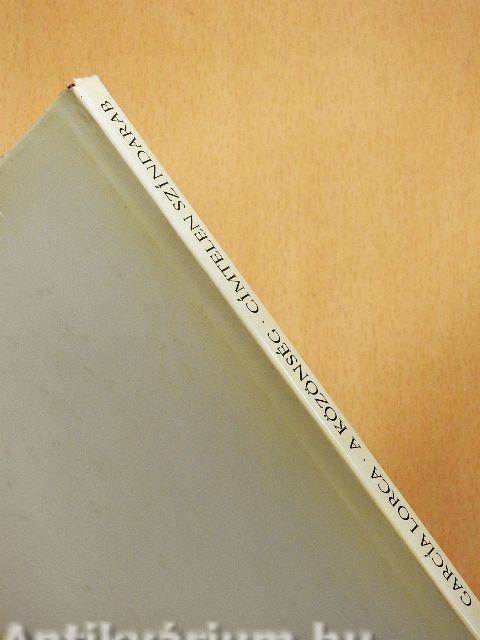 GARCÍA LORCA · A KÖZÖNSÉG · CÍMTELEN SZÍNDARAB
Antikvárium.hu